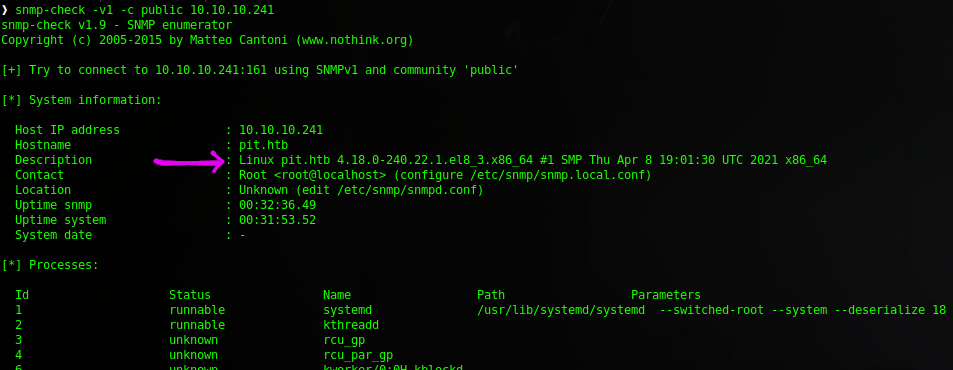 ❯ snmp-check -v1 -c public 10.10.10.241
snmp-check v1.9 - SNMP enumerator
Copyright (c) 2005-2015 by Matteo Cantoni (www.nothink.org)
[+] Try to connect to 10.10.10.241:161 using SNMPv1 and community 'public'
[*] System information:
Host IP address : 10.10.10.241
Hostname : pit.htb
Description : Linux pit.htb 4.18.0-240.22.1.el8_3.x86_64 #1 SMP Thu Apr 8 19:01:30 UTC 2021 x86_64
Contact : Root <root@localhost> (configure /etc/snmp/snmp.local.conf)
Location : Unknown (edit /etc/snmp/snmpd.conf)
Uptime snmp : 00:32:36.49
Uptime system : 00:31:53.52
System date : -
[*] Processes:
Id Status Name Path Parameters
1 runnable systemd /usr/lib/systemd/systemd --switched-root --system --deserialize 18
2 runnable kthreadd
3 unknown rcu_gp
4 unknown rcu_par_gp
6 unknown kworker/0:0H-kblockd